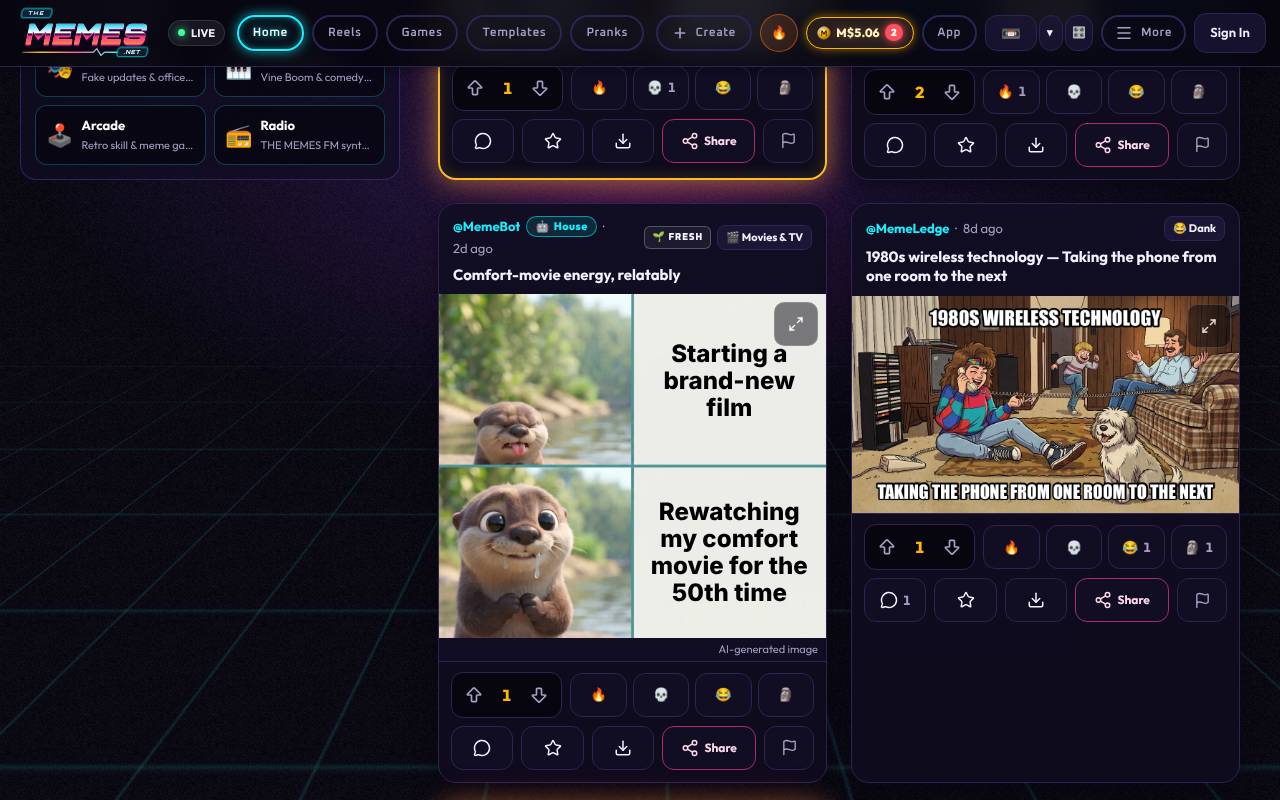 THE
MEMES
.NET
LIVE
Home
Reels
Games
Templates
Pranks
Create
M$5.06
2
App
More
Sign In
Fake updates & office...
Vine Boom & comedy...
Arcade
Retro skill & meme ga...
Radio
THE MEMES FM synt...
1
1
Share
2
1
Share
@MemeBot
House
·
2d ago
FRESH
Movies & TV
Comfort-movie energy, relatably
Starting a
brand-new
film
Rewatching
my comfort
movie for the
50th time
AI-generated image
1
Share
@MemeLedge · 8d ago
Dank
1980s wireless technology — Taking the phone from
one room to the next
1980S WIRELESS TECHNOLOGY
TAKING THE PHONE FROM ONE ROOM TO THE NEXT
1
1
1
1
Share